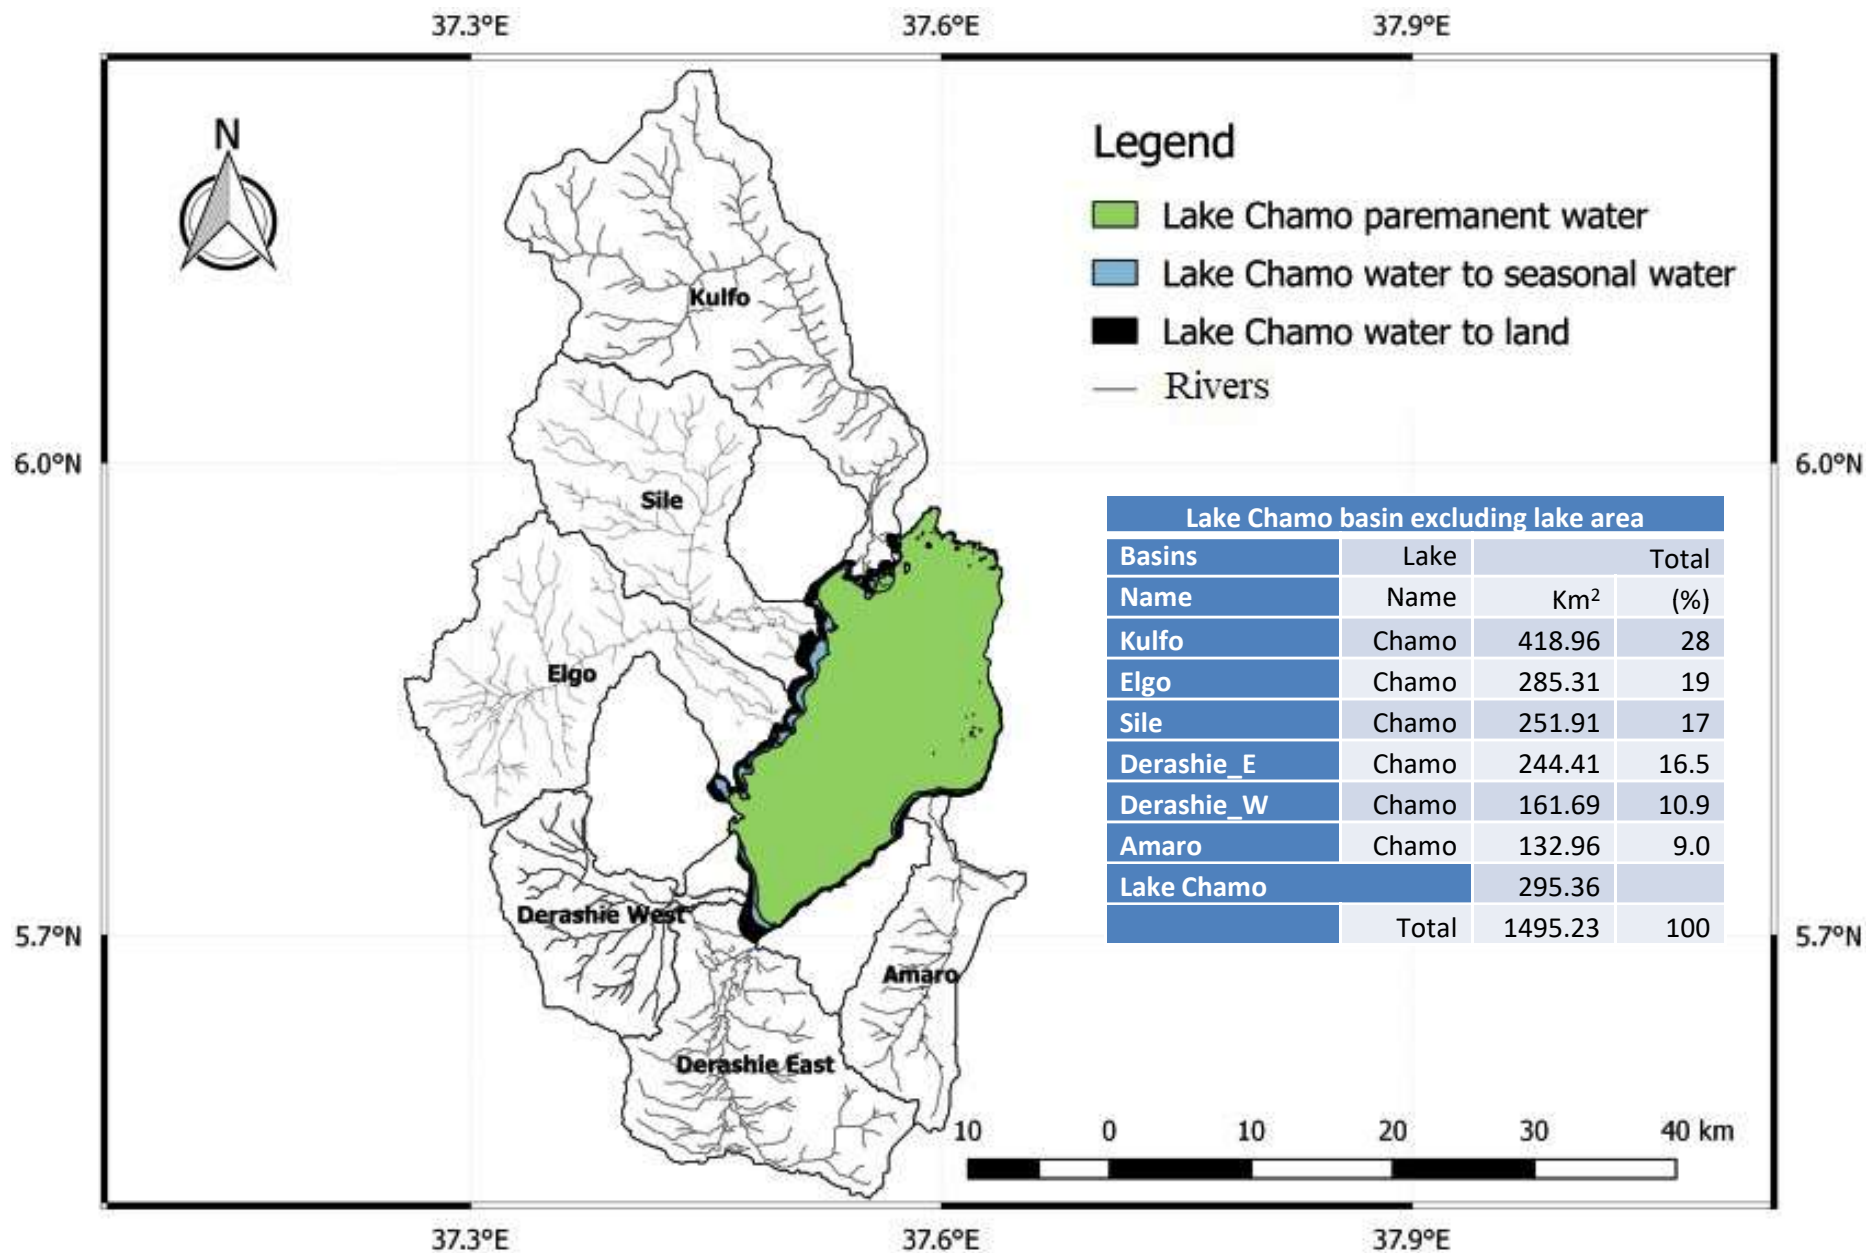 37.3°E 37.6°E 37.9°E
N
Legend
Lake Chamo paremanent water
Lake Chamo water to seasonal water
Lake Chamo water to land
Rivers
Kulfo
6.0°N 6.0°N
Sile
Elgo
Derashie West
Amaro
Derashie East
5.7°N 5.7°N
Lake Chamo basin excluding lake area
Basins Lake Total
Name Name Km² (%)
Kulfo Chamo 418.96 28
Elgo Chamo 285.31 19
Sile Chamo 251.91 17
Derashie_E Chamo 244.41 16.5
Derashie_W Chamo 161.69 10.9
Amaro Chamo 132.96 9.0
Lake Chamo 295.36
Total 1495.23 100
10 0 10 20 30 40 km
37.3°E 37.6°E 37.9°E